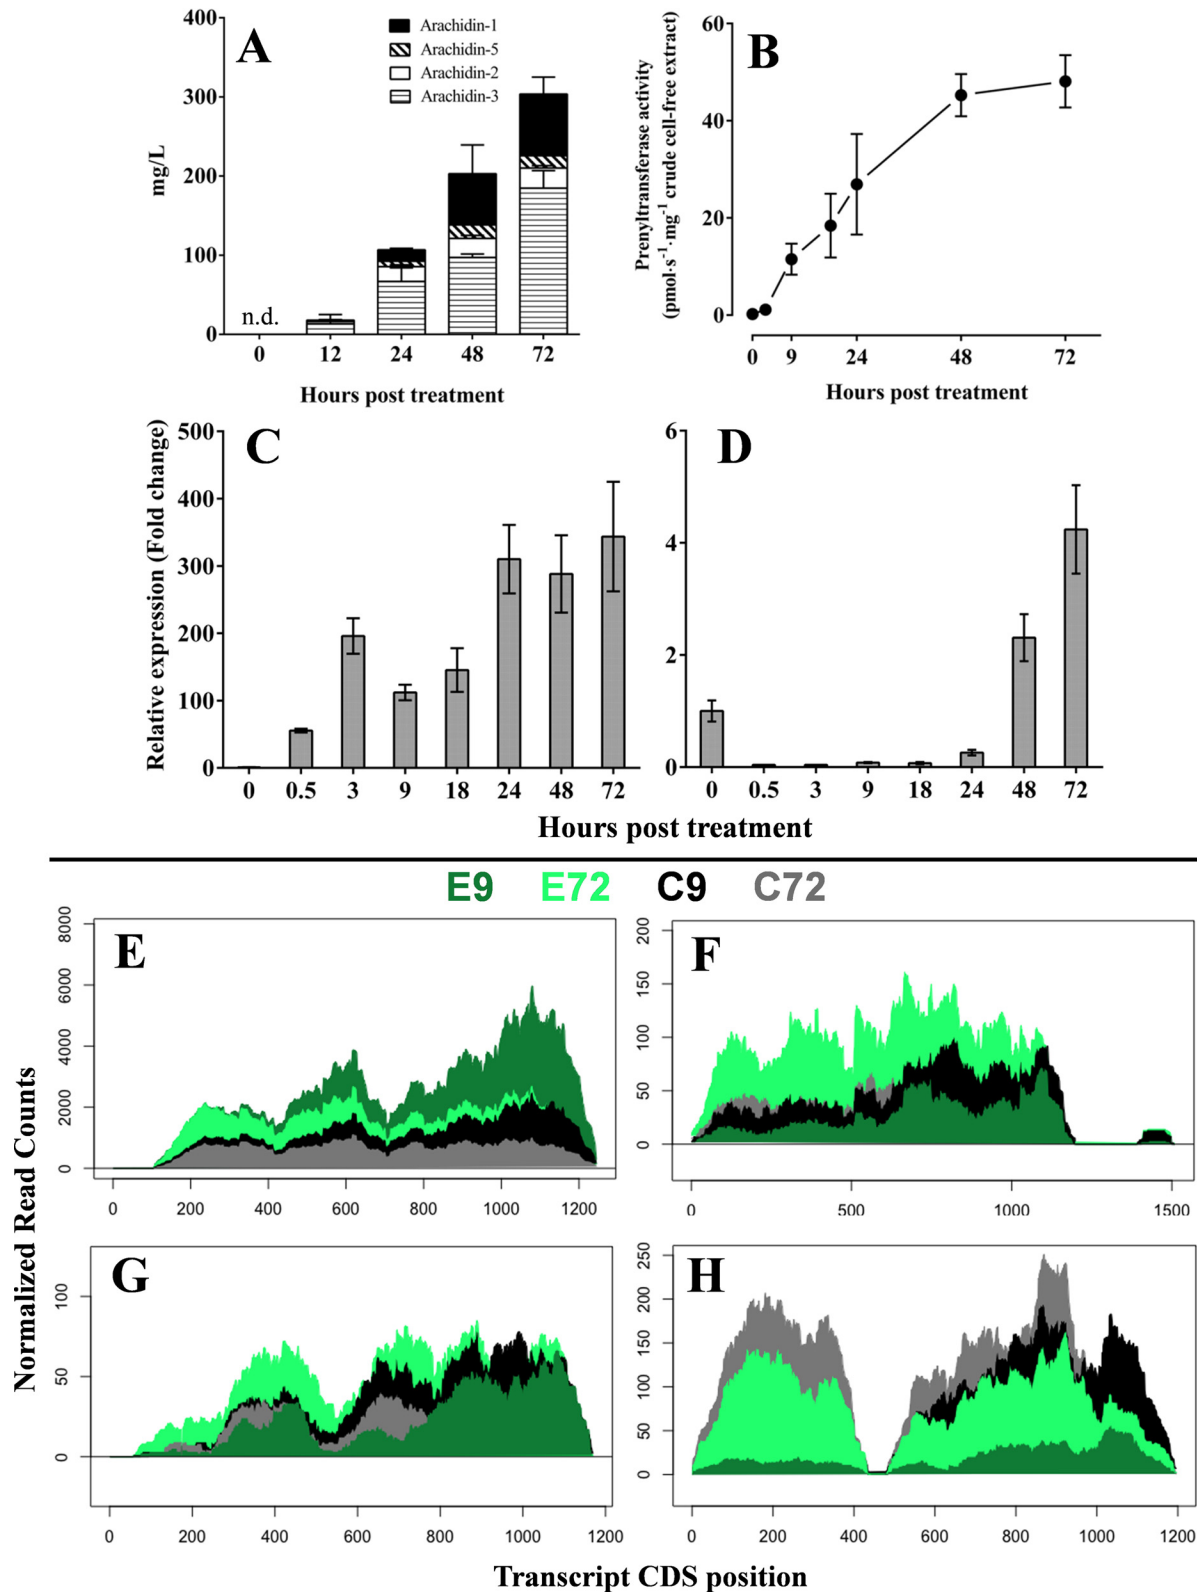 A
400
300
200
100
0
mg/L
Arachidin-1
Arachidin-5
Arachidin-2
Arachidin-3
n.d.
0 12 24 48 72
Hours post treatment
B
60
40
20
0
Prenyltransferase activity
(pmol·s⁻¹·mg⁻¹ crude cell-free extract)
0 9 24 48 72
Hours post treatment
C
500
400
300
200
100
0
Relative expression (Fold change)
0 0.5 3 9 18 24 48 72
D
6
4
2
0
0 0.5 3 9 18 24 48 72
Hours post treatment
E9 E72 C9 C72
Normalized Read Counts
E
8000
6000
4000
2000
0
0 200 400 600 800 1000 1200
F
200
150
100
50
0
0 500 1000 1500
G
100
50
0
0 200 400 600 800 1000 1200
H
250
200
150
100
50
0
0 200 400 600 800 1000 1200
Transcript CDS position